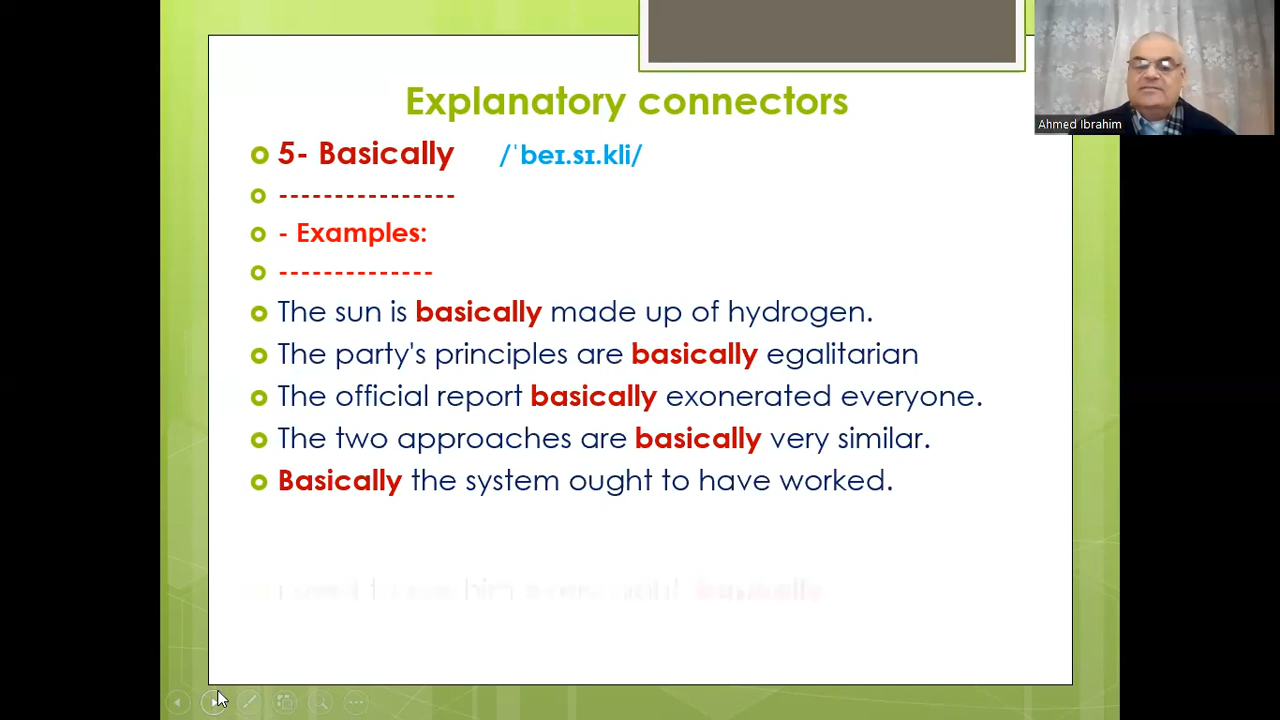 Explanatory connectors
Ahmed Ibrahim
5- Basically /ˈbeɪ.sɪ.kli/
----------------
- Examples:
--------------
The sun is basically made up of hydrogen.
The party's principles are basically egalitarian
The official report basically exonerated everyone.
The two approaches are basically very similar.
Basically the system ought to have worked.
basically